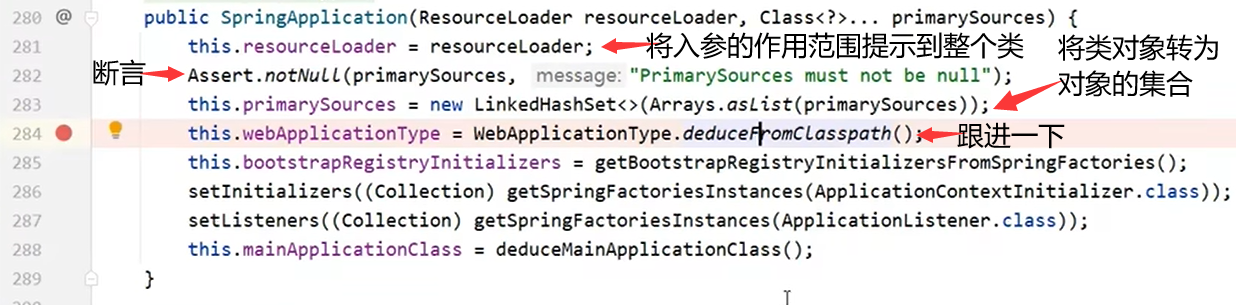 280 @ public SpringApplication(ResourceLoader resourceLoader, Class<?>... primarySources) {
281 this.resourceLoader = resourceLoader; 将入参的作用范围提示到整个类
282 断言 Assert.notNull(primarySources, message: "PrimarySources must not be null"); 将类对象转为
对象的集合
283 this.primarySources = new LinkedHashSet<>(Arrays.asList(primarySources));
284 this.webApplicationType = WebApplicationType.deduceFromClasspath(); 跟进一下
285 this.bootstrapRegistryInitializers = getBootstrapRegistryInitializersFromSpringFactories();
286 setInitializers((Collection) getSpringFactoriesInstances(ApplicationContextInitializer.class));
287 setListeners((Collection) getSpringFactoriesInstances(ApplicationListener.class));
288 this.mainApplicationClass = deduceMainApplicationClass();
289 }